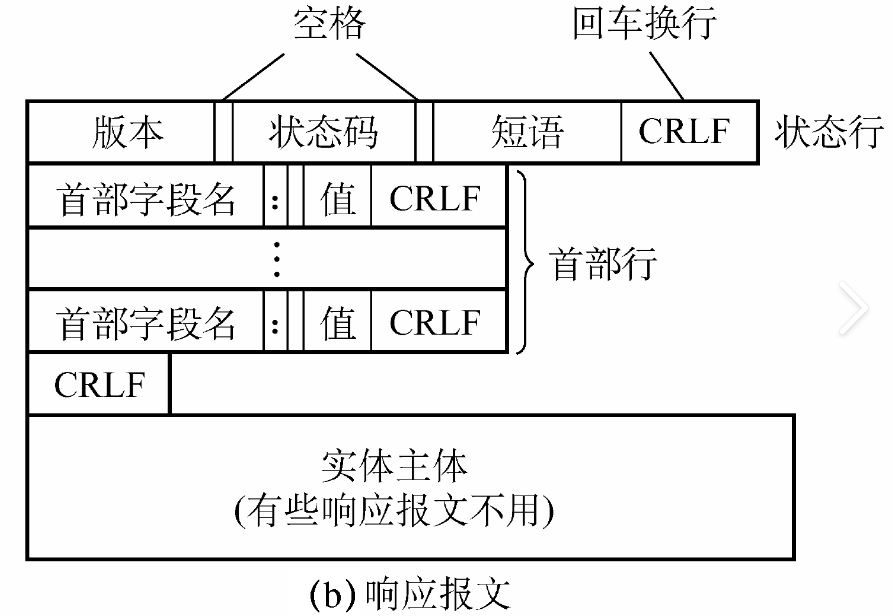 空格 回车换行
版本 状态码 短语 CRLF 状态行
首部字段名 : 值 CRLF
⋮ 首部行
首部字段名 : 值 CRLF
CRLF
实体主体
(有些响应报文不用)
(b) 响应报文